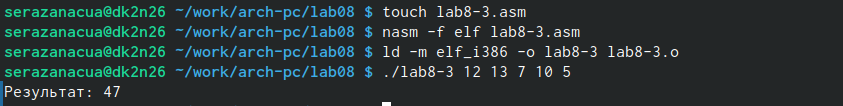 serazanacua@dk2n26 ~/work/arch-pc/lab08 $ touch lab8-3.asm
serazanacua@dk2n26 ~/work/arch-pc/lab08 $ nasm -f elf lab8-3.asm
serazanacua@dk2n26 ~/work/arch-pc/lab08 $ ld -m elf_i386 -o lab8-3 lab8-3.o
serazanacua@dk2n26 ~/work/arch-pc/lab08 $ ./lab8-3 12 13 7 10 5
Результат: 47